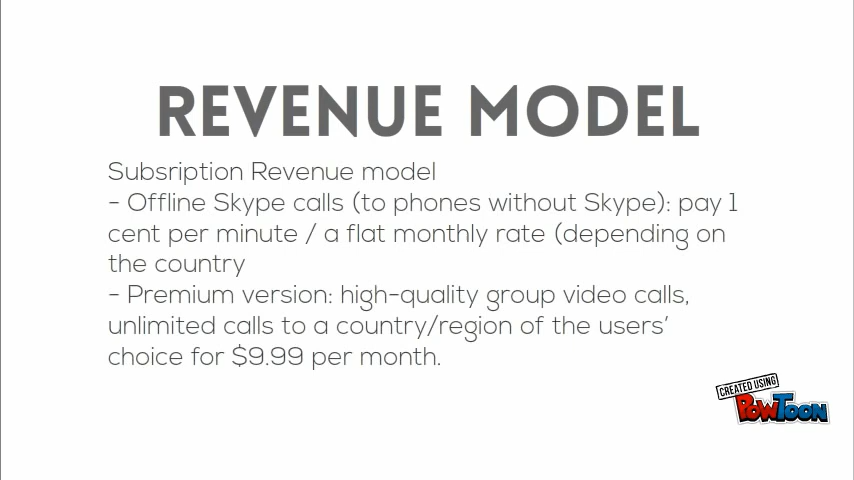 REVENUE MODEL
Subsription Revenue model
- Offline Skype calls (to phones without Skype): pay 1
cent per minute / a flat monthly rate (depending on
the country
- Premium version: high-quality group video calls,
unlimited calls to a country/region of the users'
choice for $9.99 per month.
CREATED USING
POWTOON